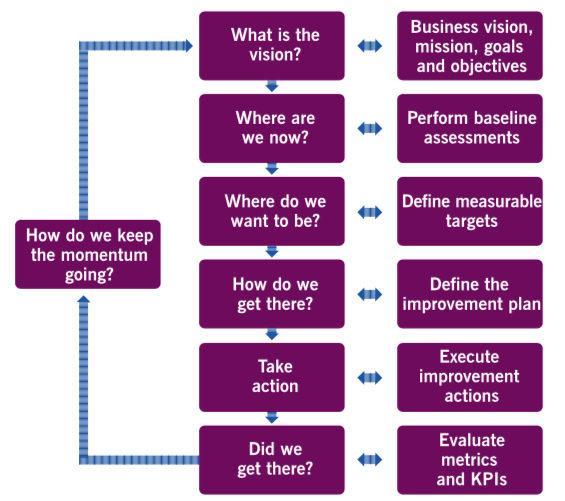 What is the
vision?
Business vision,
mission, goals
and objectives
Where are
we now?
Perform baseline
assessments
Where do we
want to be?
Define measurable
targets
How do we keep
the momentum
going?
How do we
get there?
Define the
improvement plan
Take
action
Execute
improvement
actions
Did we
get there?
Evaluate
metrics
and KPIs